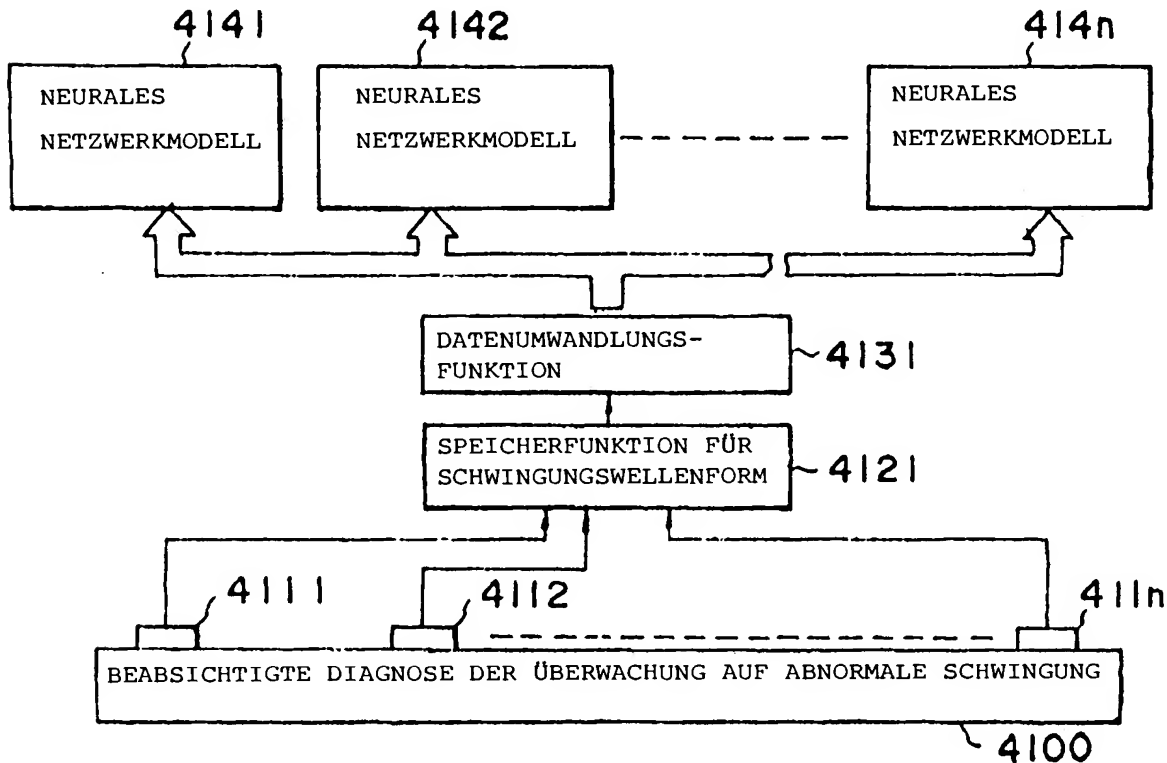 4141
4142
414n
NEURALES
NETZWERKMODELL
NEURALES
NETZWERKMODELL
NEURALES
NETZWERKMODELL
DATENUMWANDLUNGS-
FUNKTION
4131
SPEICHERFUNKTION FÜR
SCHWINGUNGSWELLENFORM
4121
4111
4112
411n
BEABSICHTIGTE DIAGNOSE DER ÜBERWACHUNG AUF ABNORMALE SCHWINGUNG
4100